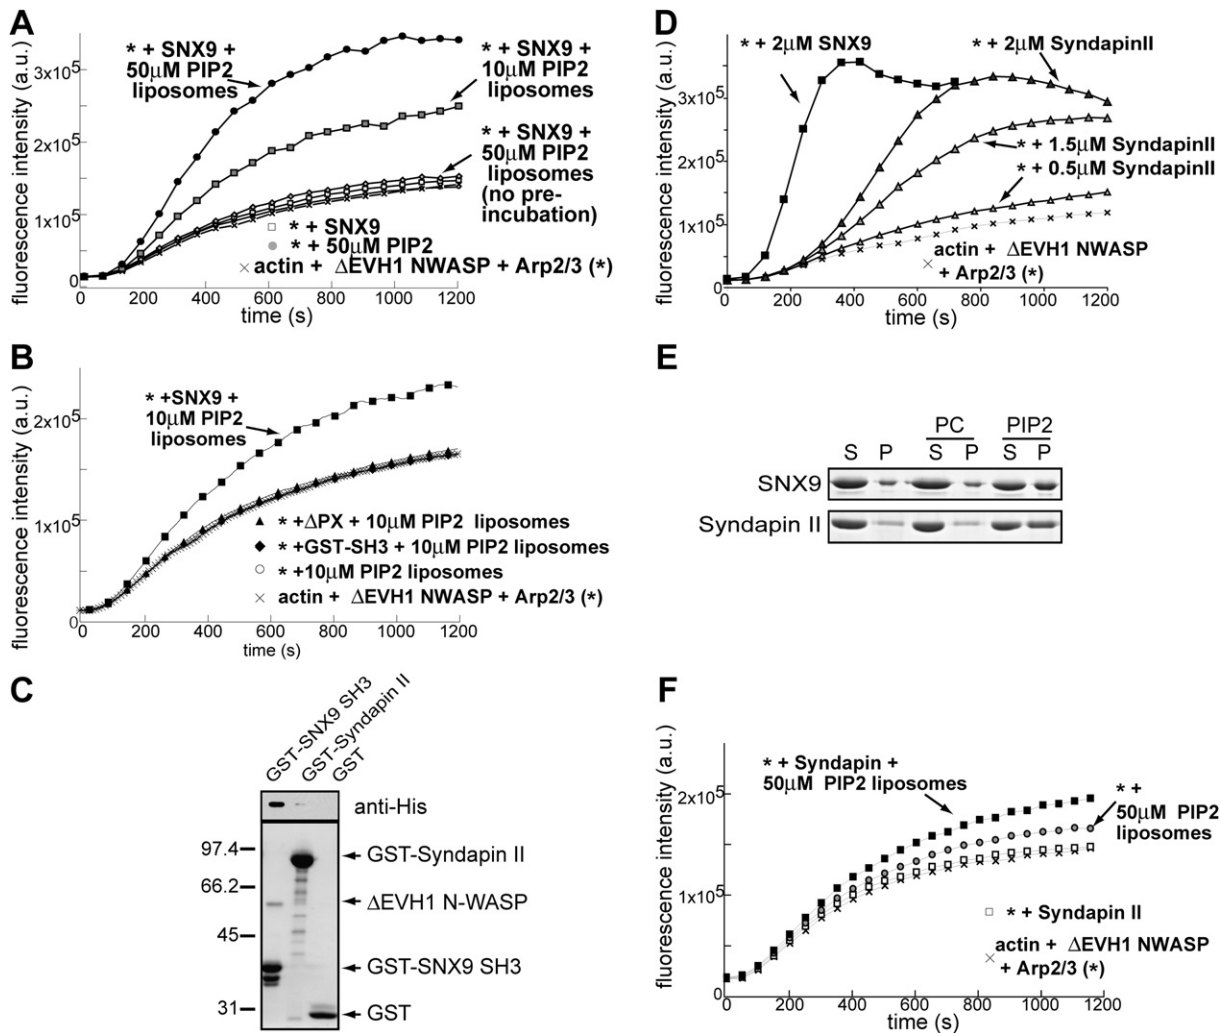 A
fluorescence intensity (a.u.)
3x10⁵
2x10⁵
1x10⁵
0
* + SNX9 +
50μM PIP2
liposomes
* + SNX9 +
10μM PIP2
liposomes
* + SNX9 +
50μM PIP2
liposomes
(no pre-
incubation)
□ * + SNX9
● * + 50μM PIP2
× actin + ΔEVH1 NWASP + Arp2/3 (*)
0 200 400 600 800 1000 1200
time (s)
B
fluorescence intensity (a.u.)
2x10⁵
1x10⁵
0
* +SNX9 +
10μM PIP2
liposomes
▲ * +ΔPX + 10μM PIP2 liposomes
◆ * +GST-SH3 + 10μM PIP2 liposomes
○ * +10μM PIP2 liposomes
× actin + ΔEVH1 NWASP + Arp2/3 (*)
0 200 400 600 800 1000 1200
time (s)
C
GST-SNX9 SH3
GST-Syndapin II
GST
anti-His
97.4
66.2
45
31
GST-Syndapin II
ΔEVH1 N-WASP
GST-SNX9 SH3
GST
D
fluorescence intensity (a.u.)
3x10⁵
2x10⁵
1x10⁵
0
* + 2μM SNX9
* + 2μM SyndapinII
* + 1.5μM SyndapinII
* + 0.5μM SyndapinII
actin + ΔEVH1 NWASP
× + Arp2/3 (*)
0 200 400 600 800 1000 1200
time (s)
E
PC PIP2
S P S P S P
SNX9
Syndapin II
F
fluorescence intensity (a.u.)
2x10⁵
1x10⁵
0
* + Syndapin +
50μM PIP2 liposomes
* +
50μM PIP2
liposomes
□ * + Syndapin II
actin + ΔEVH1 NWASP
× + Arp2/3 (*)
0 200 400 600 800 1000 1200
time (s)